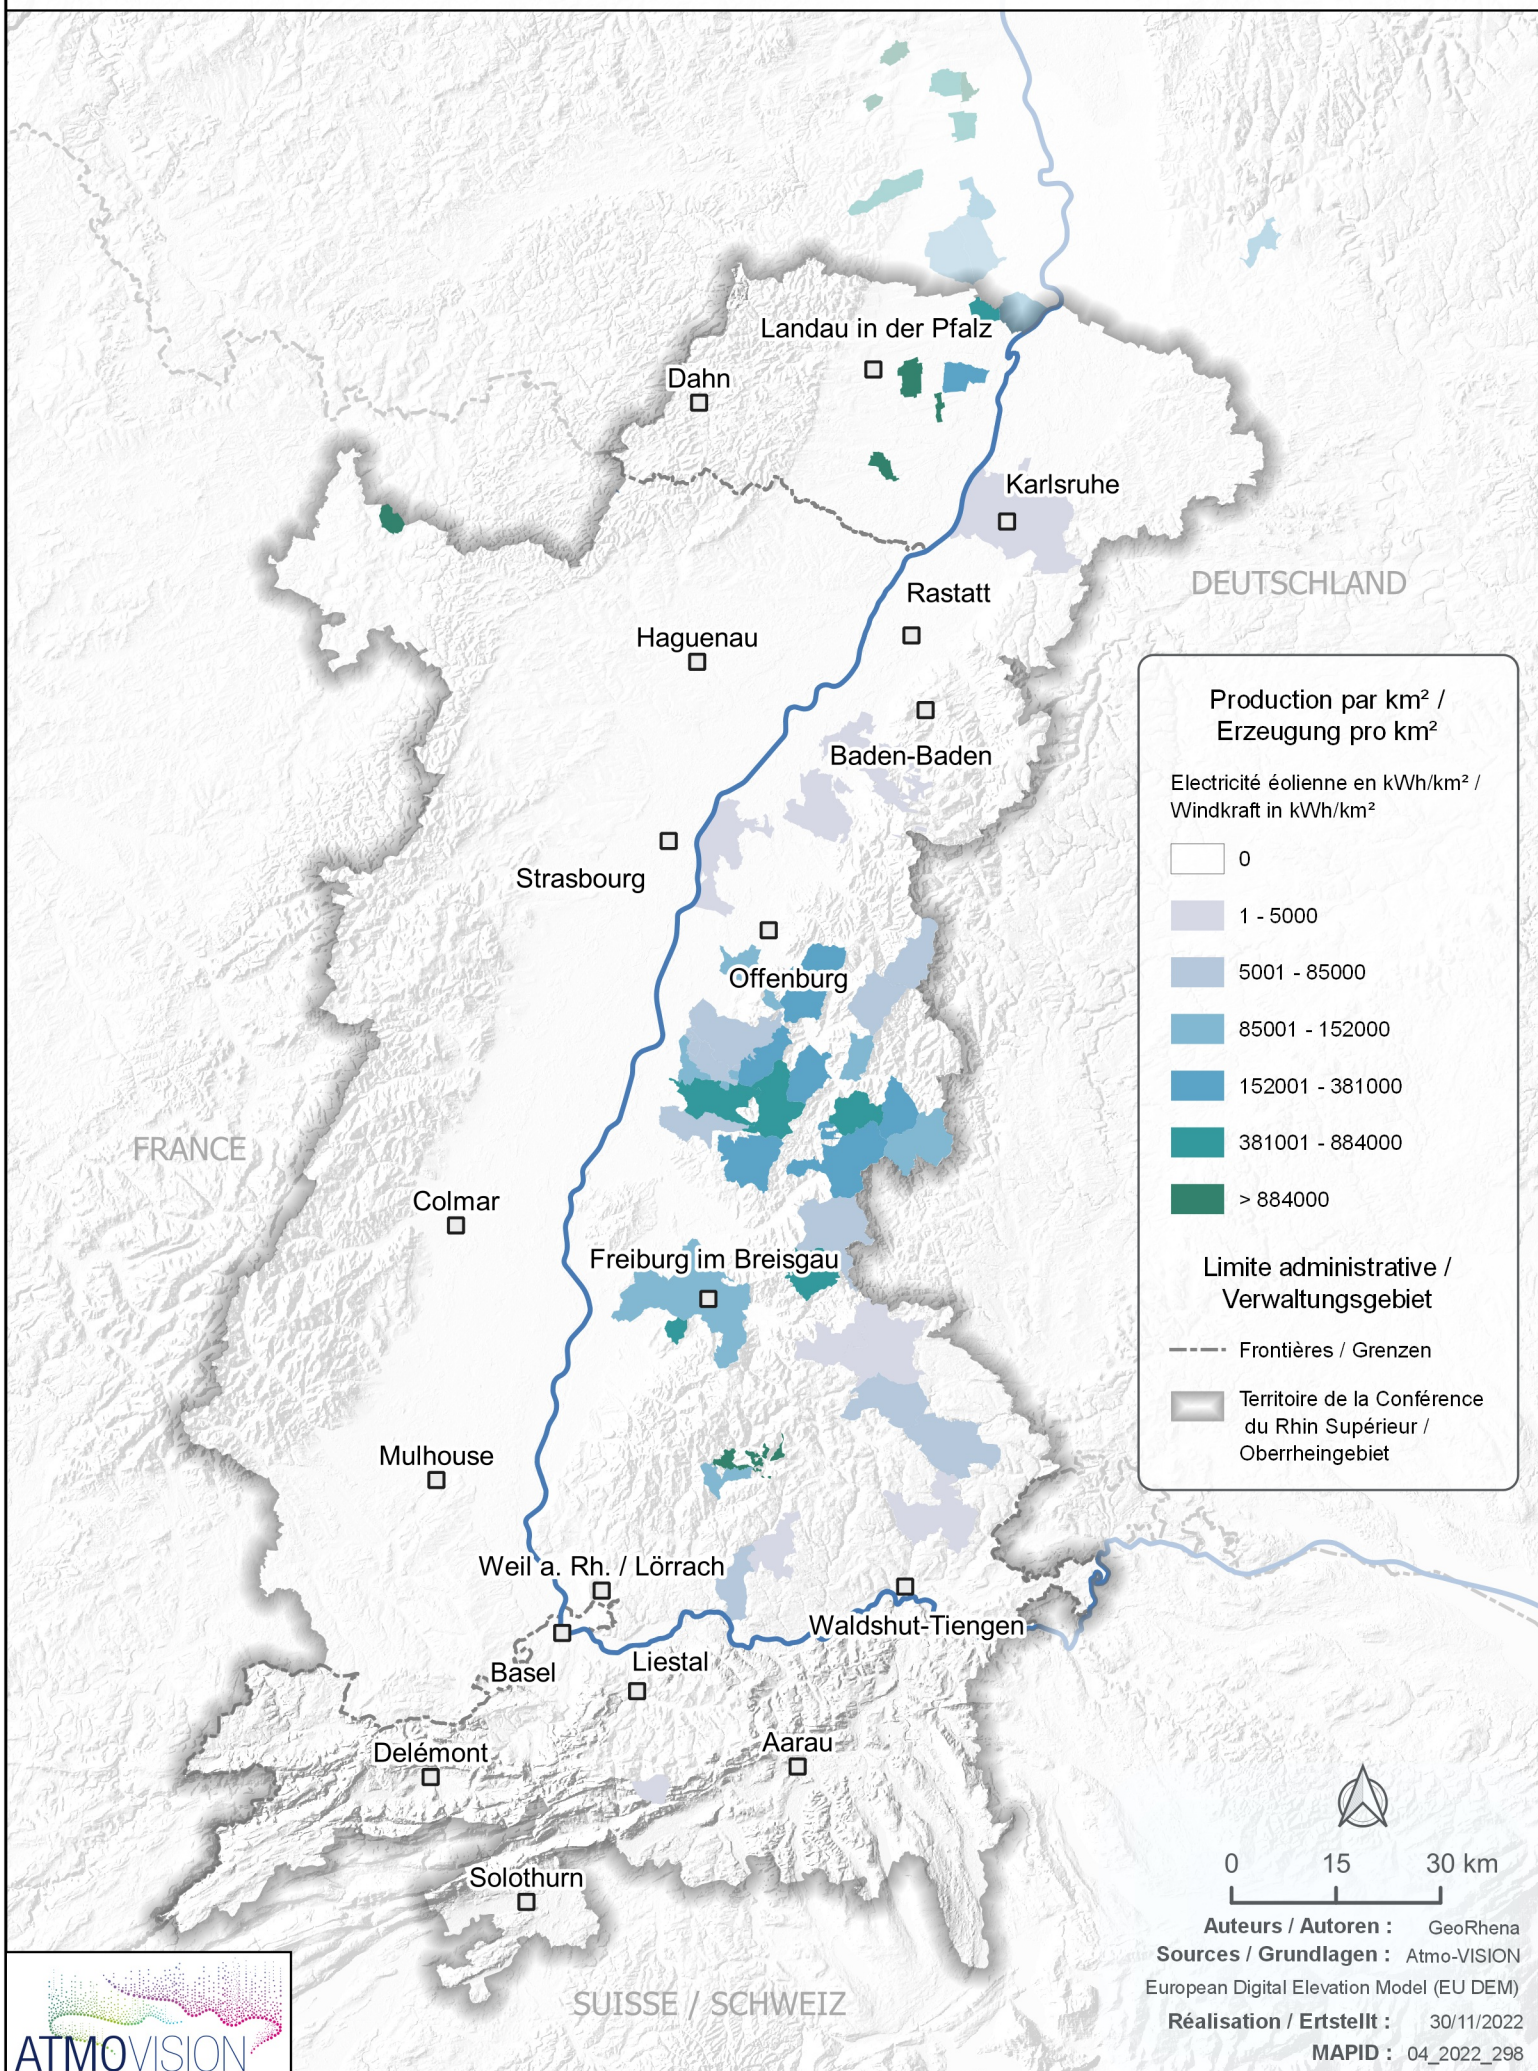 Landau in der Pfalz
Dahn
Karlsruhe
DEUTSCHLAND
Rastatt
Haguenau
Baden-Baden
Strasbourg
Offenburg
FRANCE
Colmar
Freiburg im Breisgau
Mulhouse
Weil a. Rh. / Lörrach
Waldshut-Tiengen
Basel
Liestal
Delémont
Aarau
Solothurn
SUISSE / SCHWEIZ
Production par km² /
Erzeugung pro km²
Electricité éolienne en kWh/km² /
Windkraft in kWh/km²
0
1 - 5000
5001 - 85000
85001 - 152000
152001 - 381000
381001 - 884000
> 884000
Limite administrative /
Verwaltungsgebiet
Frontières / Grenzen
Territoire de la Conférence
du Rhin Supérieur /
Oberrheingebiet
0 15 30 km
Auteurs / Autoren : GeoRhena
Sources / Grundlagen : Atmo-VISION
European Digital Elevation Model (EU DEM)
Réalisation / Ertstellt : 30/11/2022
MAPID : 04_2022_298
ATMOVISION